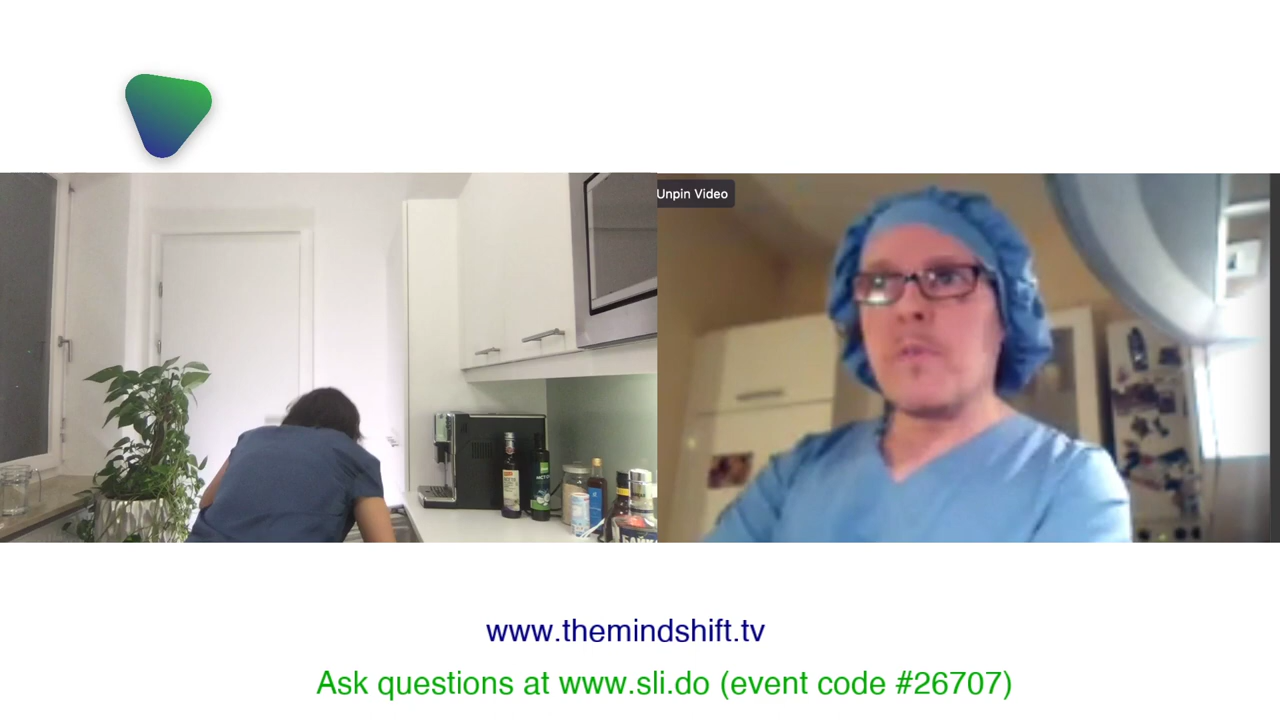 Unpin Video
www.themindshift.tv
Ask questions at www.sli.do (event code #26707)